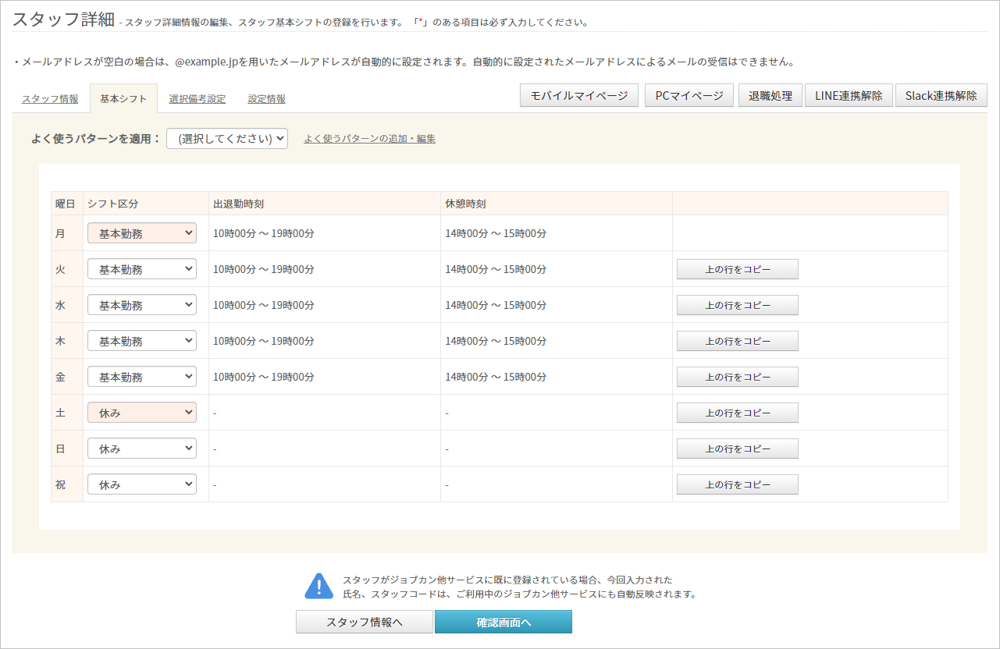 スタッフ詳細 - スタッフ詳細情報の編集、スタッフ基本シフトの登録を行います。 「*」のある項目は必ず入力してください。
・メールアドレスが空白の場合は、@example.jpを用いたメールアドレスが自動的に設定されます。自動的に設定されたメールアドレスによるメールの受信はできません。
スタッフ情報 基本シフト 選択備考設定 設定情報 モバイルマイページ PCマイページ 退職処理 LINE連携解除 Slack連携解除
よく使うパターンを適用： (選択してください) よく使うパターンの追加・編集
曜日 シフト区分 出退勤時刻 休憩時刻
月 基本勤務 10時00分 ～ 19時00分 14時00分 ～ 15時00分
火 基本勤務 10時00分 ～ 19時00分 14時00分 ～ 15時00分 上の行をコピー
水 基本勤務 10時00分 ～ 19時00分 14時00分 ～ 15時00分 上の行をコピー
木 基本勤務 10時00分 ～ 19時00分 14時00分 ～ 15時00分 上の行をコピー
金 基本勤務 10時00分 ～ 19時00分 14時00分 ～ 15時00分 上の行をコピー
土 休み - - 上の行をコピー
日 休み - - 上の行をコピー
祝 休み - - 上の行をコピー
スタッフがジョブカン他サービスに既に登録されている場合、今回入力された
氏名、スタッフコードは、ご利用中のジョブカン他サービスにも自動反映されます。
スタッフ情報へ 確認画面へ